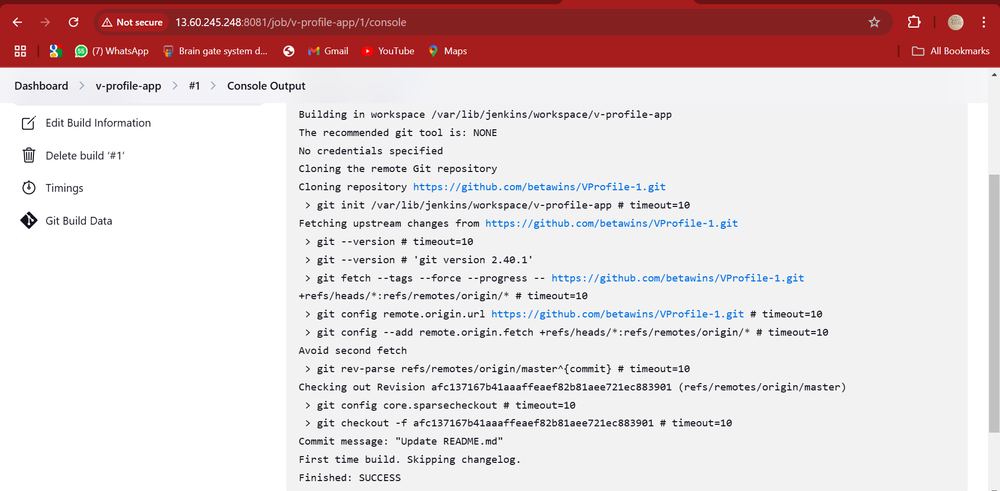 Not secure 13.60.245.248:8081/job/v-profile-app/1/console
55 (7) WhatsApp Brain gate system d... Gmail YouTube Maps All Bookmarks
Dashboard v-profile-app #1 Console Output
Edit Build Information
Delete build ‘#1’
Timings
Git Build Data
Building in workspace /var/lib/jenkins/workspace/v-profile-app
The recommended git tool is: NONE
No credentials specified
Cloning the remote Git repository
Cloning repository https://github.com/betawins/VProfile-1.git
 > git init /var/lib/jenkins/workspace/v-profile-app # timeout=10
Fetching upstream changes from https://github.com/betawins/VProfile-1.git
 > git --version # timeout=10
 > git --version # 'git version 2.40.1'
 > git fetch --tags --force --progress -- https://github.com/betawins/VProfile-1.git
+refs/heads/*:refs/remotes/origin/* # timeout=10
 > git config remote.origin.url https://github.com/betawins/VProfile-1.git # timeout=10
 > git config --add remote.origin.fetch +refs/heads/*:refs/remotes/origin/* # timeout=10
Avoid second fetch
 > git rev-parse refs/remotes/origin/master^{commit} # timeout=10
Checking out Revision afc137167b41aaaffeaef82b81aee721ec883901 (refs/remotes/origin/master)
 > git config core.sparsecheckout # timeout=10
 > git checkout -f afc137167b41aaaffeaef82b81aee721ec883901 # timeout=10
Commit message: "Update README.md"
First time build. Skipping changelog.
Finished: SUCCESS